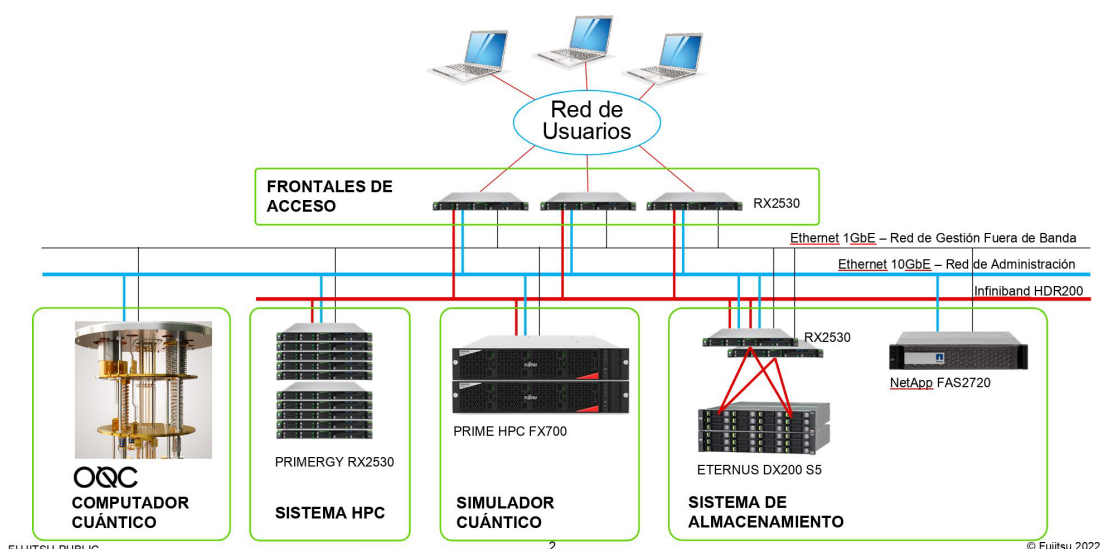 Red de
Usuarios
FRONTALES DE
ACCESO
RX2530
Ethernet 1GbE – Red de Gestión Fuera de Banda
Ethernet 10GbE – Red de Administración
Infiniband HDR200
RX2530
NetApp FAS2720
PRIME HPC FX700
PRIMERGY RX2530
ETERNUS DX200 S5
OQC
COMPUTADOR
CUÁNTICO
SISTEMA HPC
SIMULADOR
CUÁNTICO
SISTEMA DE
ALMACENAMIENTO
FUJITSU-PUBLIC
2
© Fujitsu 2022